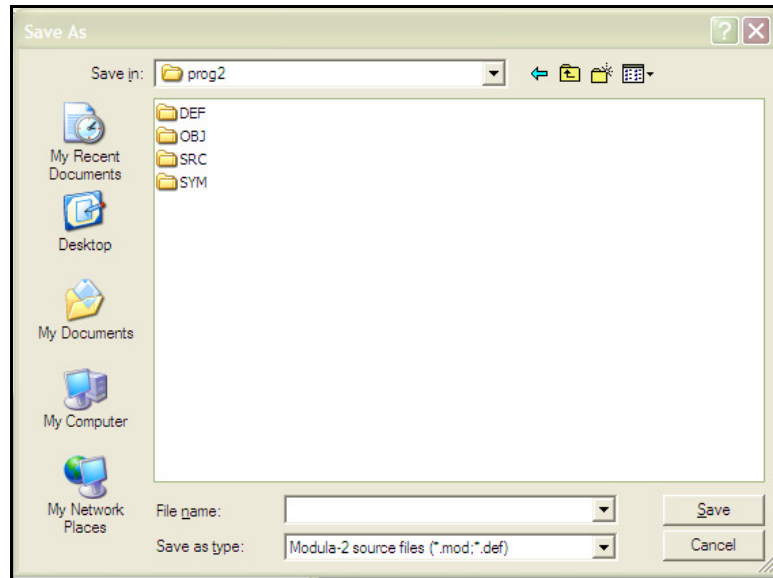 Save As
Save in:
prog2
DEF
OBJ
SRC
SYM
My Recent
Documents
Desktop
My Documents
My Computer
My Network
Places
File name:
Save
Save as type:
Modula-2 source files (*.mod;*.def)
Cancel